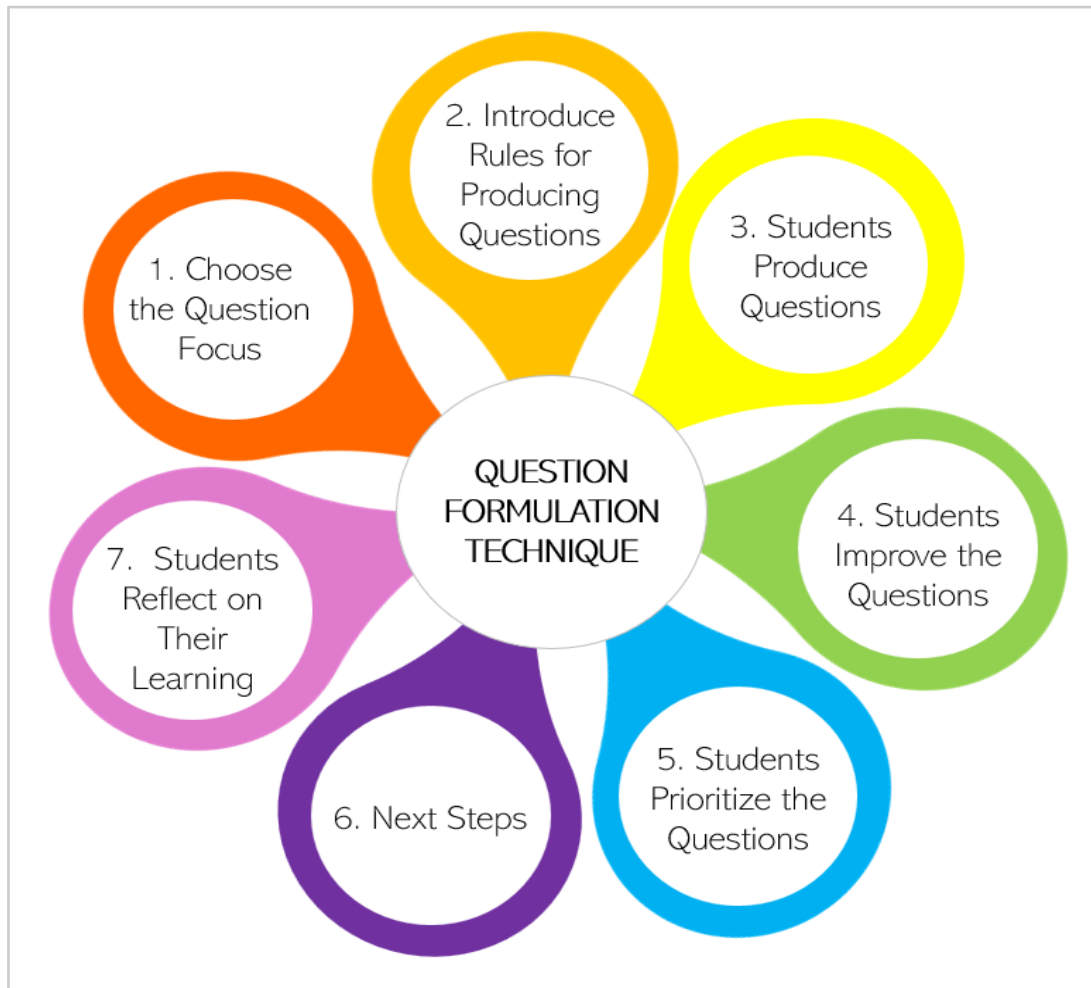 QUESTION
FORMULATION
TECHNIQUE
1. Choose
the Question
Focus
2. Introduce
Rules for
Producing
Questions
3. Students
Produce
Questions
4. Students
Improve the
Questions
5. Students
Prioritize the
Questions
6. Next Steps
7.  Students
Reflect on
Their
Learning